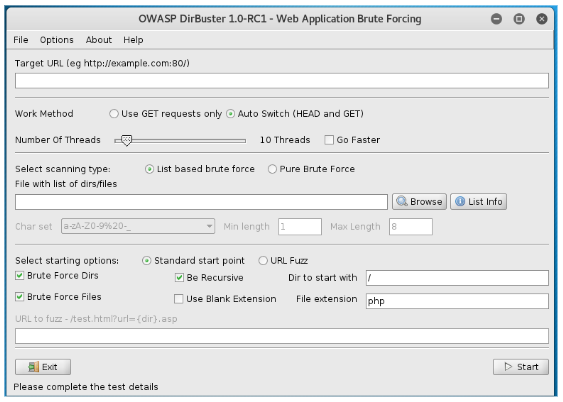 OWASP DirBuster 1.0-RC1 - Web Application Brute Forcing
File Options About Help
Target URL (eg http://example.com:80/)
Work Method Use GET requests only Auto Switch (HEAD and GET)
Number Of Threads 10 Threads Go Faster
Select scanning type: List based brute force Pure Brute Force
File with list of dirs/files
Browse List Info
Char set a-zA-Z0-9%20-_ Min length 1 Max Length 8
Select starting options: Standard start point URL Fuzz
Brute Force Dirs Be Recursive Dir to start with /
Brute Force Files Use Blank Extension File extension php
URL to fuzz - /test.html?url={dir}.asp
Exit Start
Please complete the test details